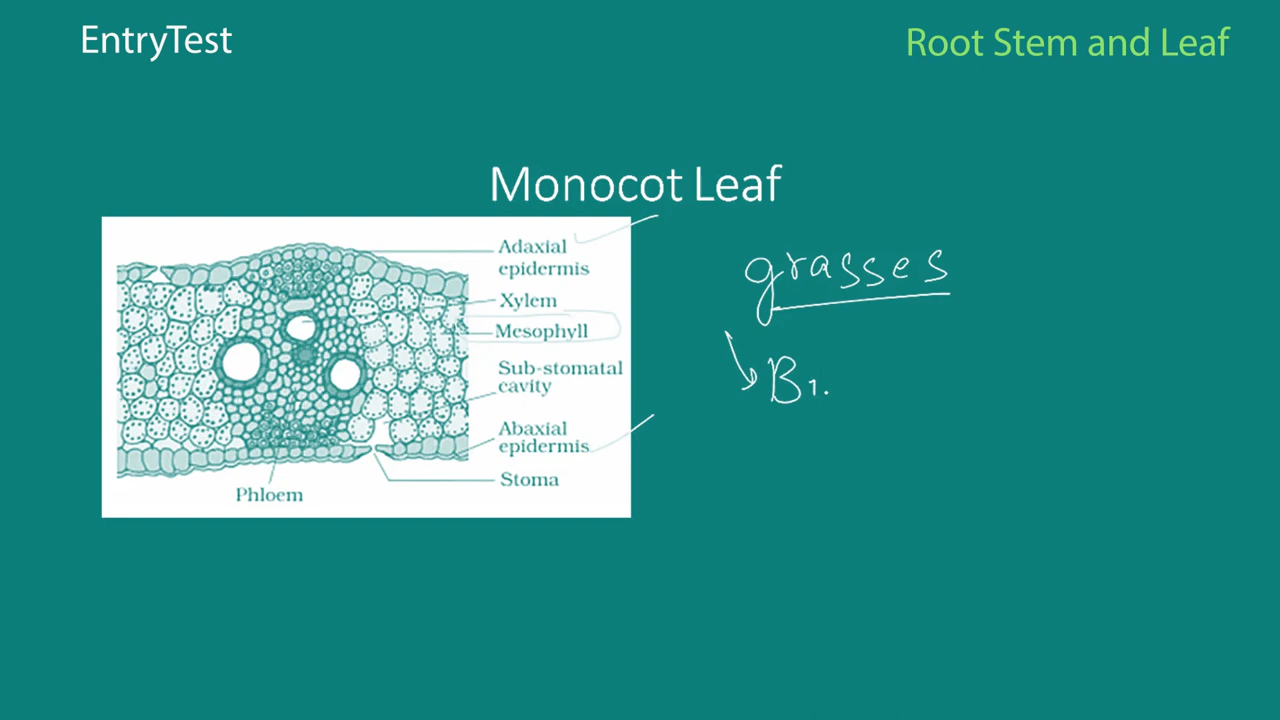 EntryTest
Root Stem and Leaf
Monocot Leaf
Adaxial
epidermis
Xylem
Mesophyll
Sub-stomatal
cavity
Abaxial
epidermis
Stoma
Phloem
grasses